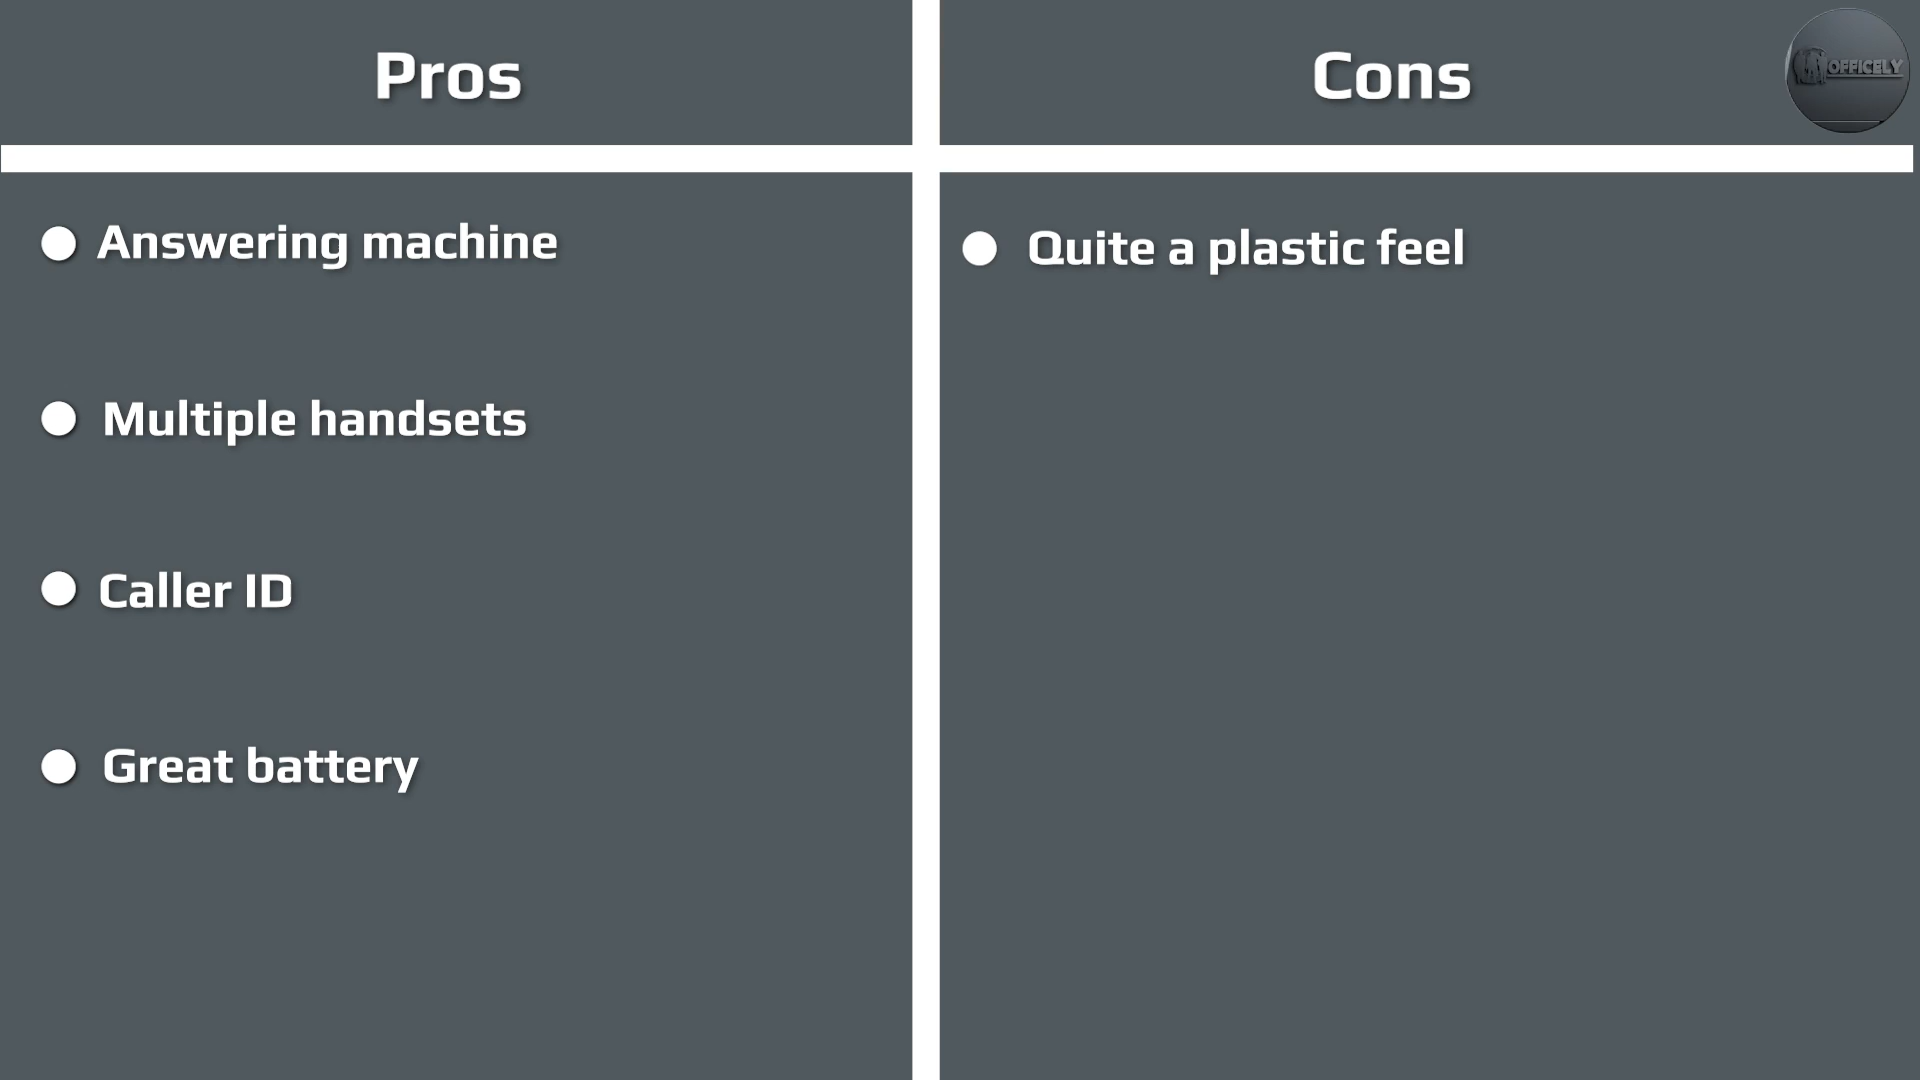 Pros
Cons
OFFICELY
Answering machine
Multiple handsets
Caller ID
Great battery
Quite a plastic feel